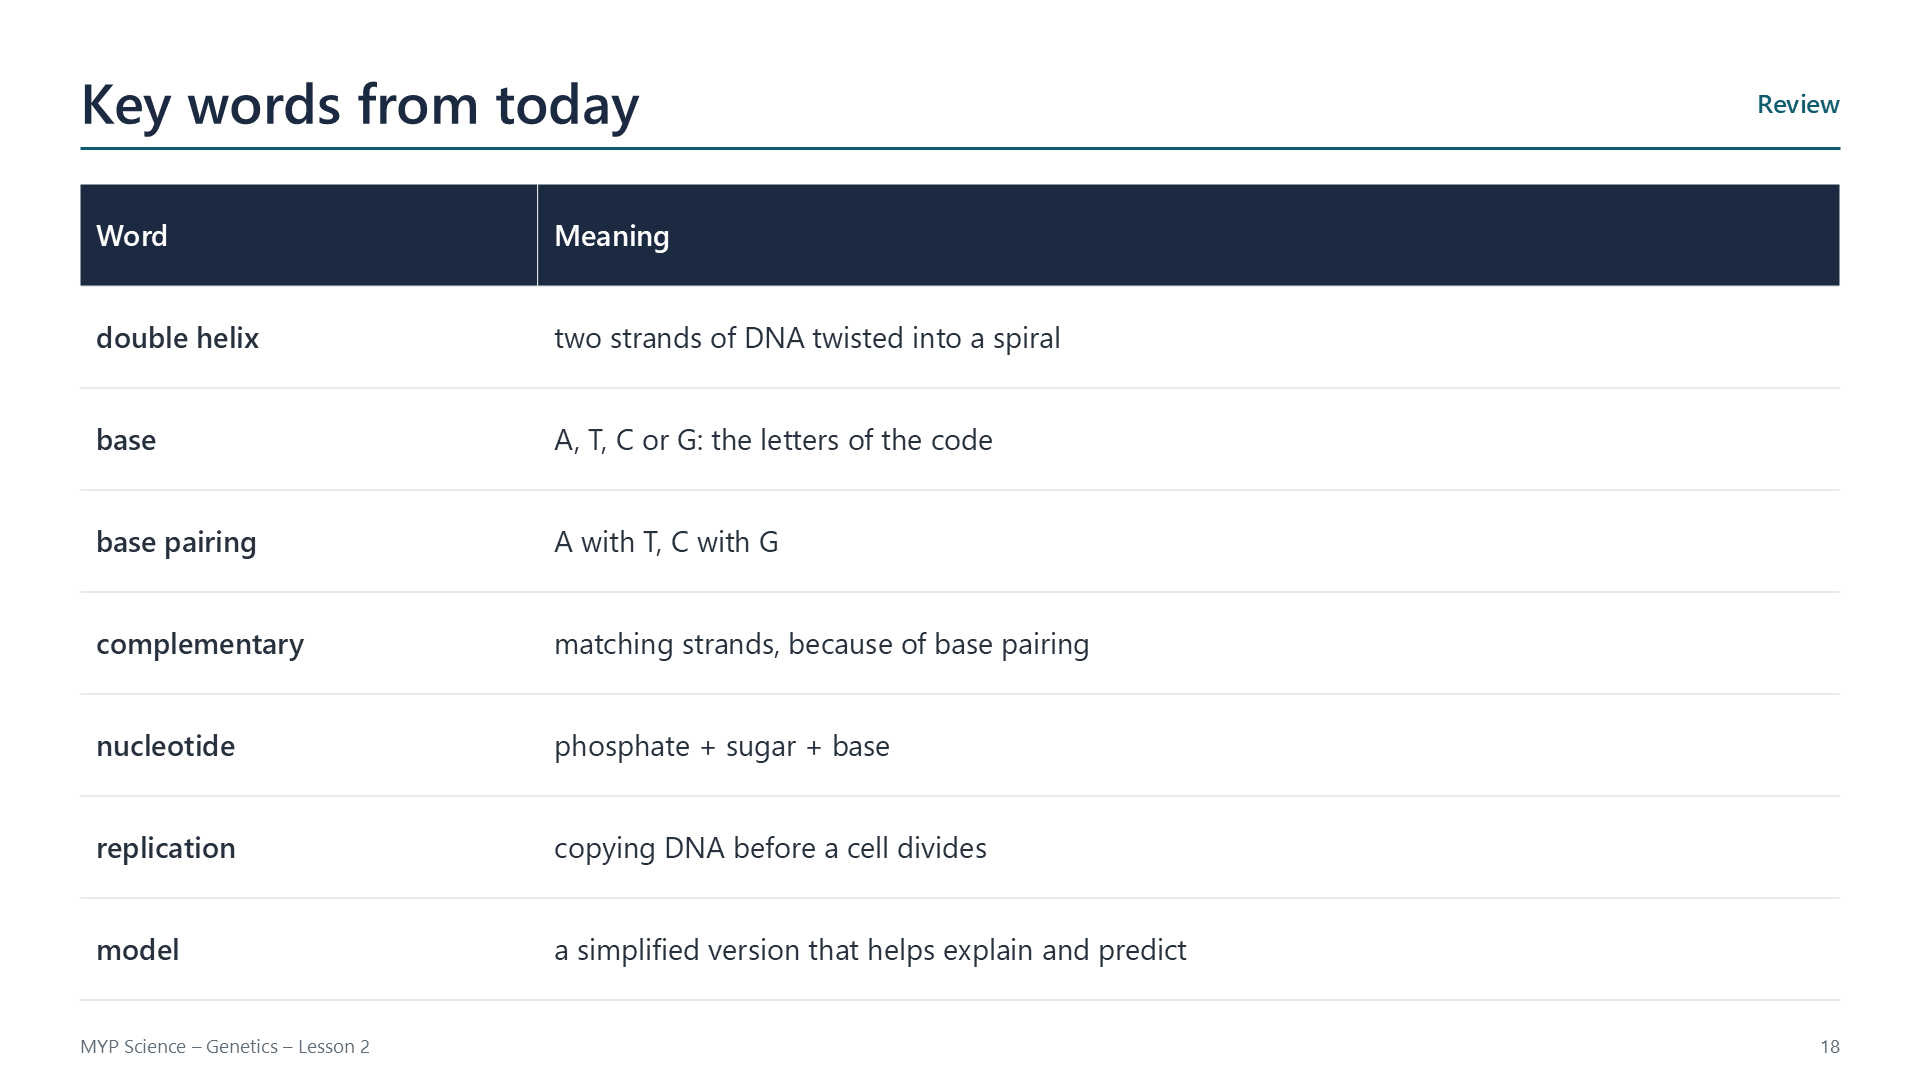 Key words from today
Review
Word
Meaning
double helix
two strands of DNA twisted into a spiral
base
A, T, C or G: the letters of the code
base pairing
A with T, C with G
complementary
matching strands, because of base pairing
nucleotide
phosphate + sugar + base
replication
copying DNA before a cell divides
model
a simplified version that helps explain and predict
MYP Science – Genetics – Lesson 2
18